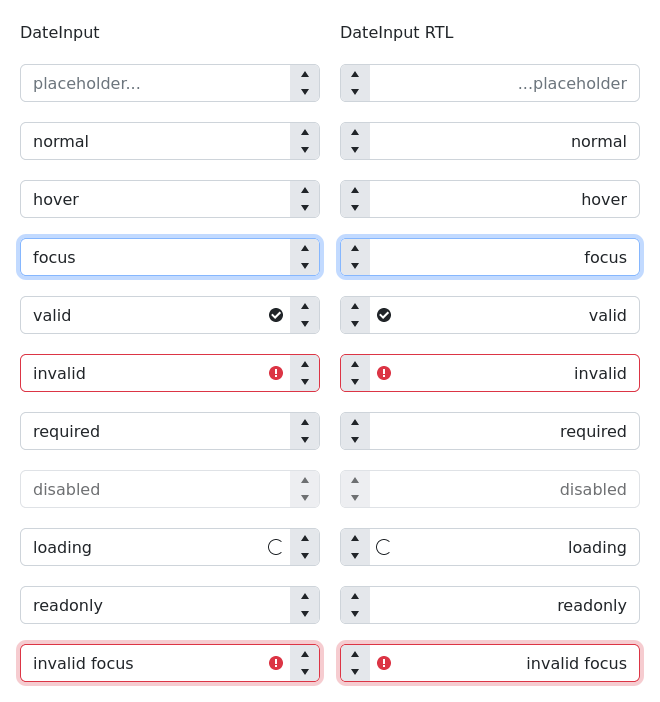 DateInput
placeholder...
normal
hover
focus
valid
invalid
required
disabled
loading
readonly
invalid focus
DateInput RTL
...placeholder
normal
hover
focus
valid
invalid
required
disabled
loading
readonly
invalid focus